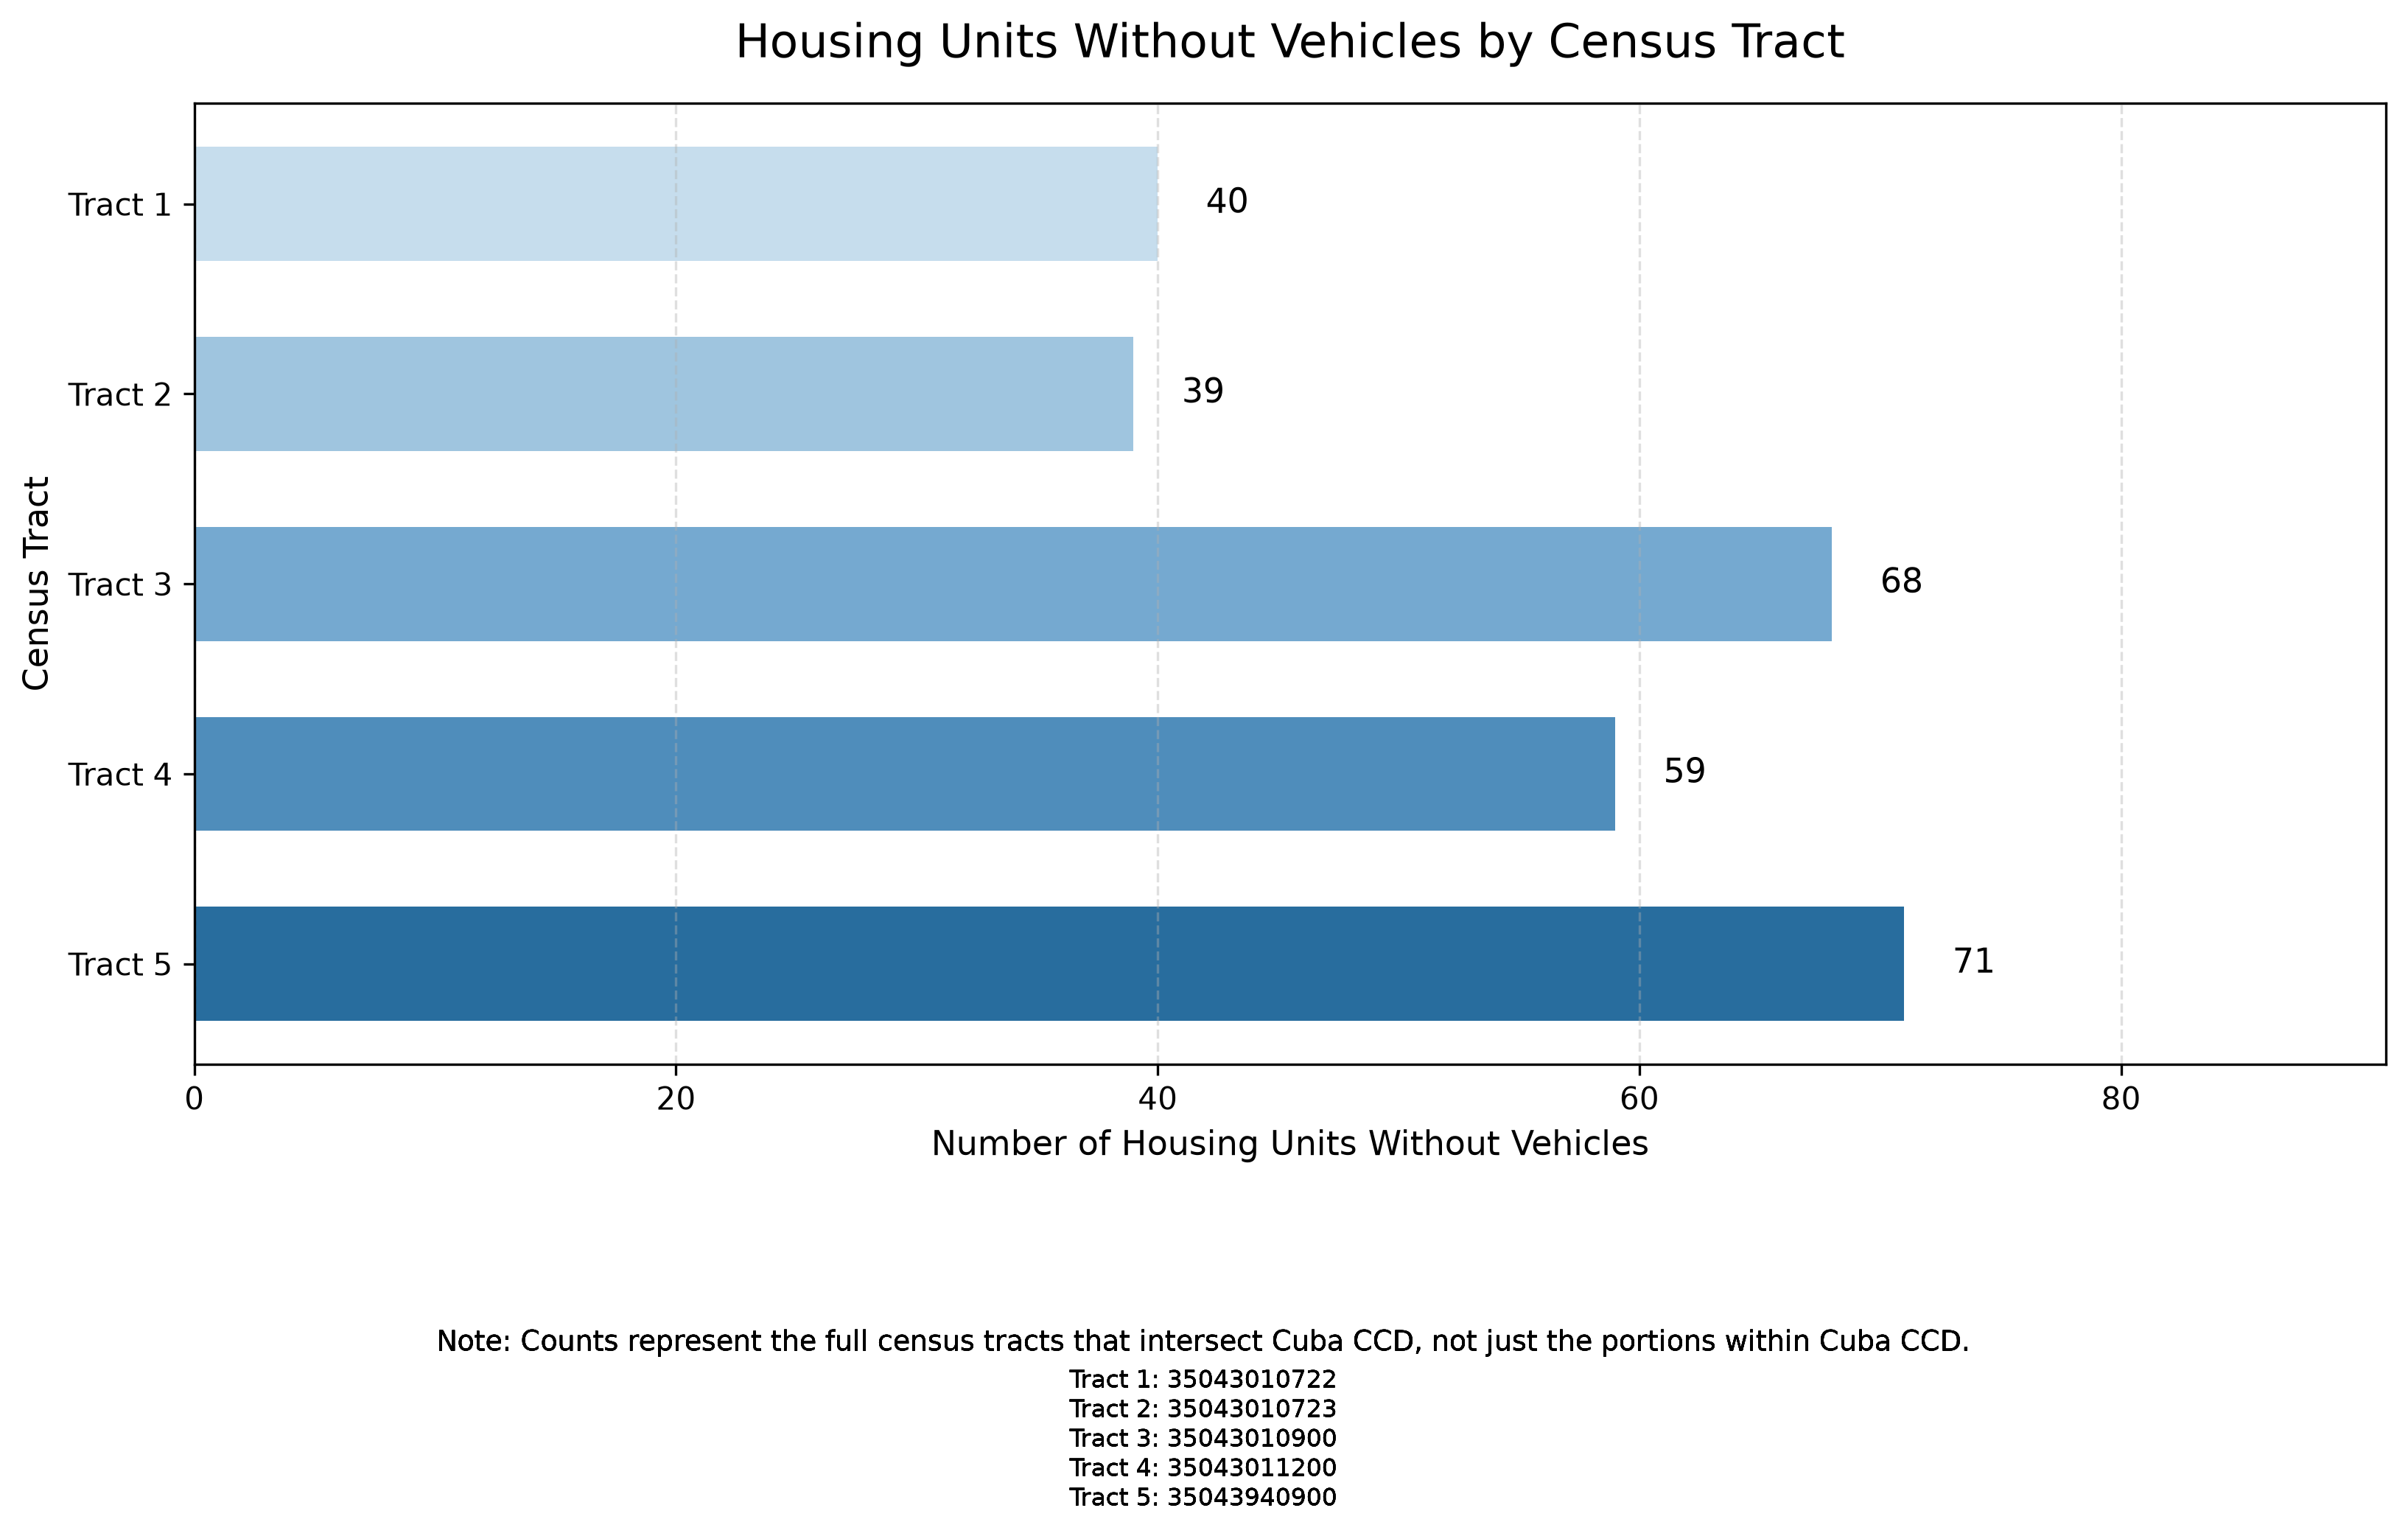 Housing Units Without Vehicles by Census Tract
Census Tract
Tract 1
40
Tract 2
39
Tract 3
68
Tract 4
59
Tract 5
71
0 20 40 60 80
Number of Housing Units Without Vehicles
Note: Counts represent the full census tracts that intersect Cuba CCD, not just the portions within Cuba CCD.
Tract 1: 35043010722
Tract 2: 35043010723
Tract 3: 35043010900
Tract 4: 35043011200
Tract 5: 35043940900